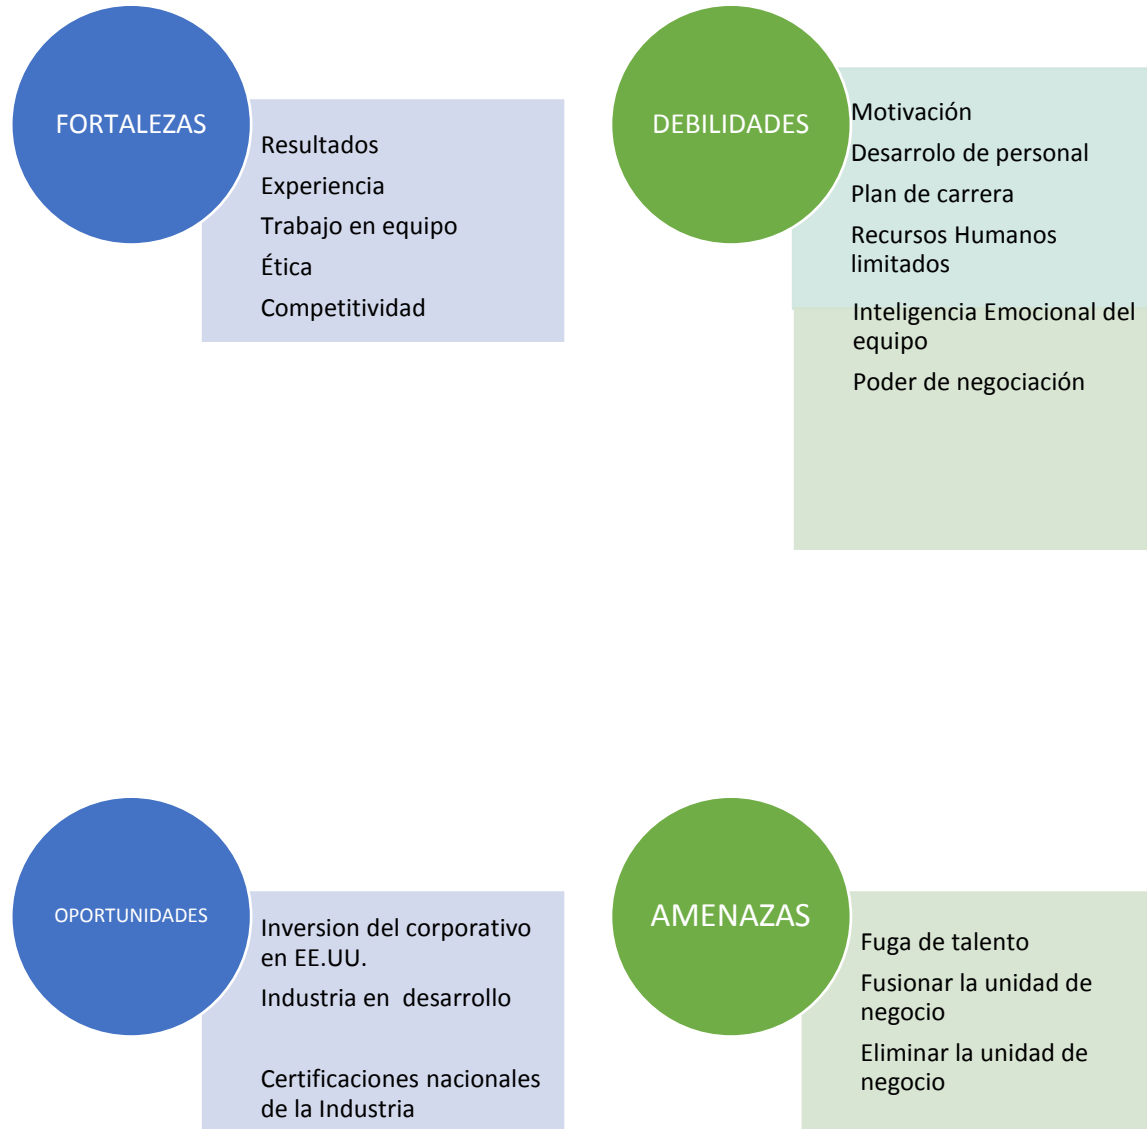 FORTALEZAS
Resultados
Experiencia
Trabajo en equipo
Ética
Competitividad
DEBILIDADES
Motivación
Desarrolo de personal
Plan de carrera
Recursos Humanos
limitados
Inteligencia Emocional del
equipo
Poder de negociación
OPORTUNIDADES
Inversion del corporativo
en EE.UU.
Industria en desarrollo
Certificaciones nacionales
de la Industria
AMENAZAS
Fuga de talento
Fusionar la unidad de
negocio
Eliminar la unidad de
negocio